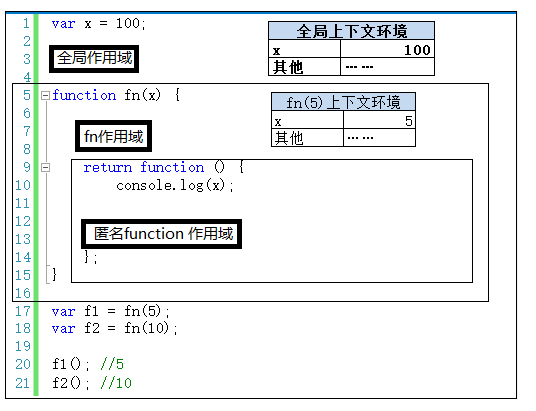 1 var x = 100;
全局上下文环境
2
x 100
3 全局作用域
其他 ……
4
5 function fn(x) {
fn(5)上下文环境
6
x 5
7 fn作用域
其他 ……
8
9 return function () {
10 console.log(x);
11
12
13 匿名function 作用域
14 };
15 }
16
17 var f1 = fn(5);
18 var f2 = fn(10);
19
20 f1(); //5
21 f2(); //10